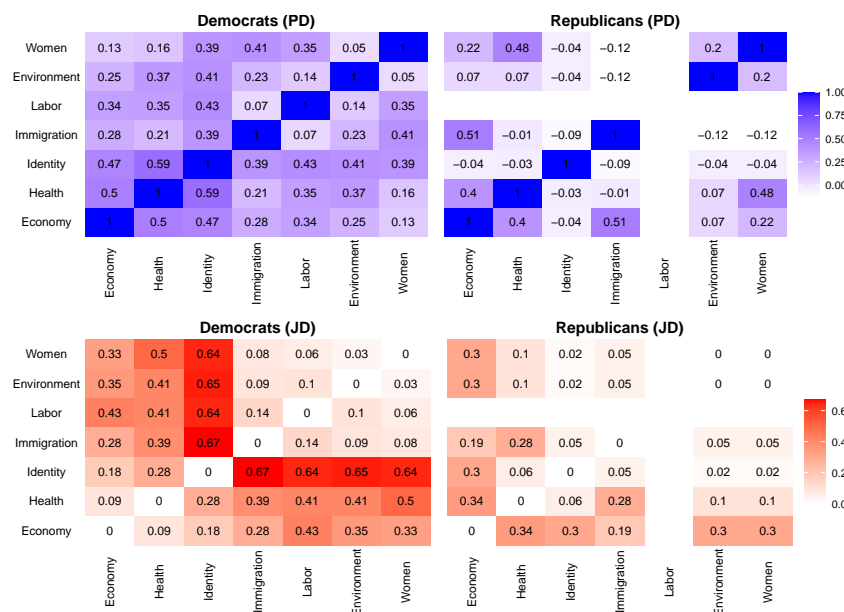 Democrats (PD) Republicans (PD)
Women 0.13 0.16 0.39 0.41 0.35 0.05 1 0.22 0.48 −0.04 −0.12 0.2 1
Environment 0.25 0.37 0.41 0.23 0.14 1 0.05 0.07 0.07 −0.04 −0.12 1 0.2
Labor 0.34 0.35 0.43 0.07 1 0.14 0.35
Immigration 0.28 0.21 0.39 1 0.07 0.23 0.41 0.51 −0.01 −0.09 1 −0.12 −0.12
Identity 0.47 0.59 1 0.39 0.43 0.41 0.39 −0.04 −0.03 1 −0.09 −0.04 −0.04
Health 0.5 1 0.59 0.21 0.35 0.37 0.16 0.4 1 −0.03 −0.01 0.07 0.48
Economy 1 0.5 0.47 0.28 0.34 0.25 0.13 1 0.4 −0.04 0.51 0.07 0.22
Economy Health Identity Immigration Labor Environment Women Economy Health Identity Immigration Labor Environment Women
1.00
0.75
0.50
0.25
0.00
Democrats (JD) Republicans (JD)
Women 0.33 0.5 0.64 0.08 0.06 0.03 0 0.3 0.1 0.02 0.05 0 0
Environment 0.35 0.41 0.65 0.09 0.1 0 0.03 0.3 0.1 0.02 0.05 0 0
Labor 0.43 0.41 0.64 0.14 0 0.1 0.06
Immigration 0.28 0.39 0.67 0 0.14 0.09 0.08 0.19 0.28 0.05 0 0.05 0.05
Identity 0.18 0.28 0 0.67 0.64 0.65 0.64 0.3 0.06 0 0.05 0.02 0.02
Health 0.09 0 0.28 0.39 0.41 0.41 0.5 0.34 0 0.06 0.28 0.1 0.1
Economy 0 0.09 0.18 0.28 0.43 0.35 0.33 0 0.34 0.3 0.19 0.3 0.3
Economy Health Identity Immigration Labor Environment Women Economy Health Identity Immigration Labor Environment Women
0.6
0.4
0.2
0.0